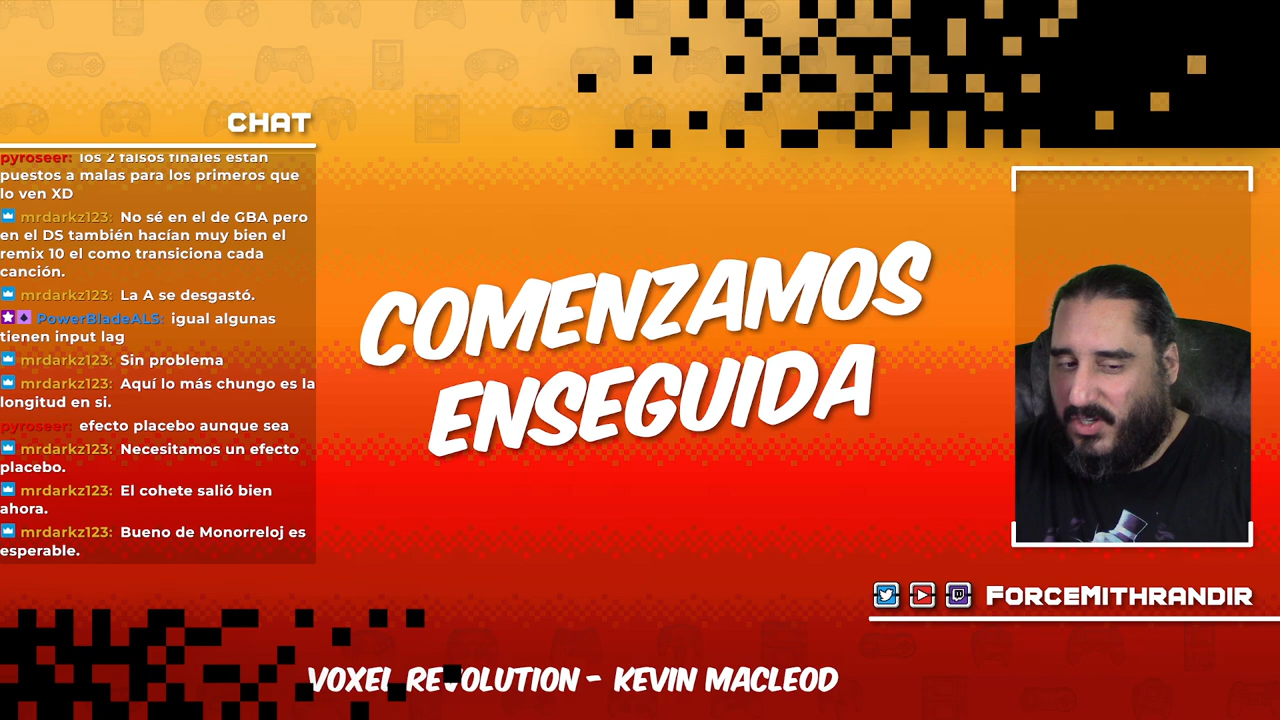 CHAT
pyroseer: los 2 falsos finales están
puestos a malas para los primeros que
lo ven XD
mrdarkz123: No sé en el de GBA pero
en el DS también hacían muy bien el
remix 10 el como transiciona cada
canción.
mrdarkz123: La A se desgastó.
PowerBladeALS: igual algunas
tienen input lag
mrdarkz123: Sin problema
mrdarkz123: Aquí lo más chungo es la
longitud en si.
pyroseer: efecto placebo aunque sea
mrdarkz123: Necesitamos un efecto
placebo.
mrdarkz123: El cohete salió bien
ahora.
mrdarkz123: Bueno de Monorreloj es
esperable.
COMENZAMOS
ENSEGUIDA
FORCEMITHRANDIR
VOXEL REVOLUTION - KEVIN MACLEOD